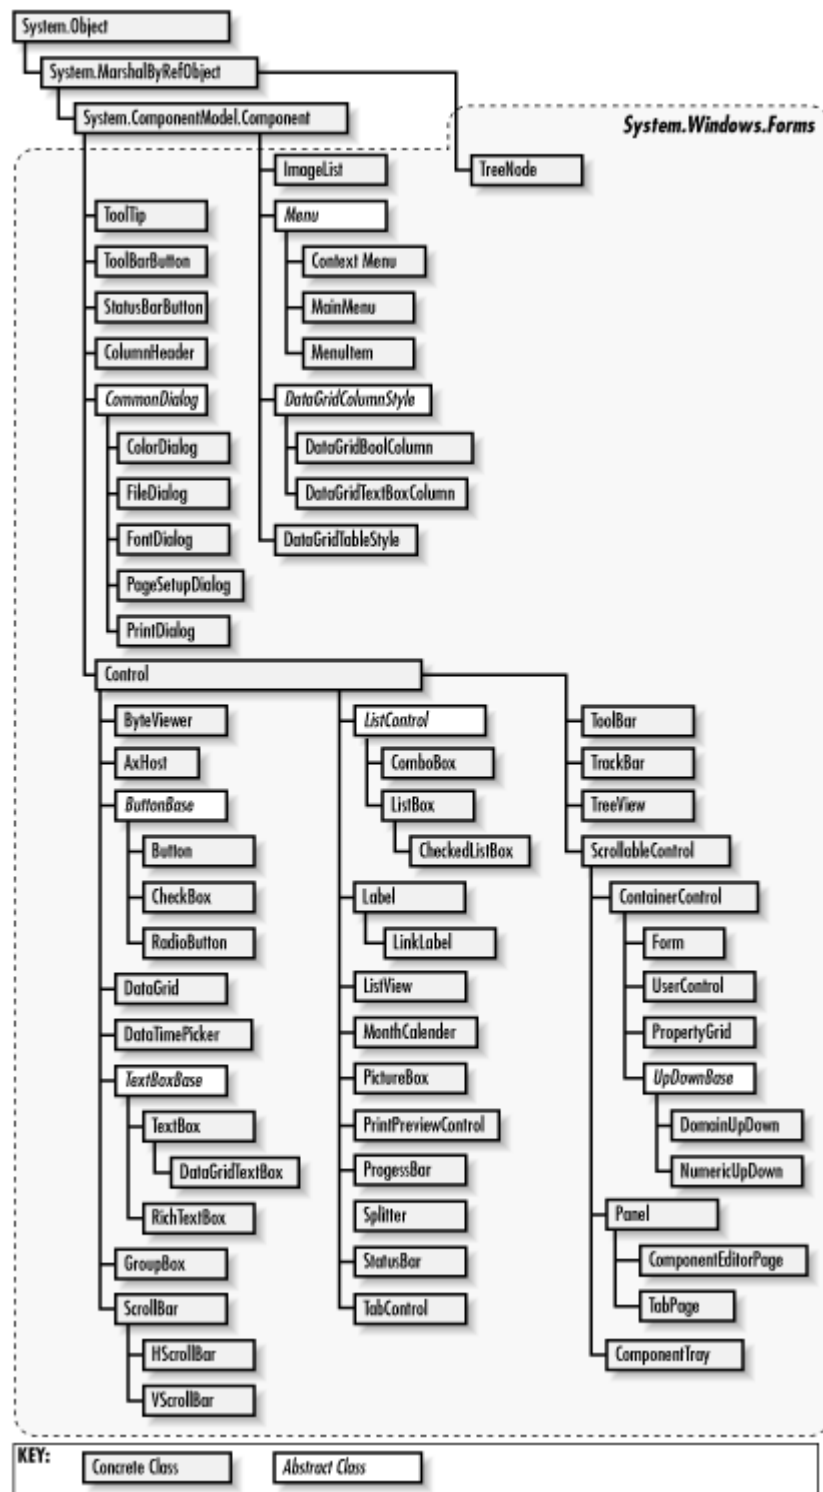 System.Object
System.MarshalByRefObject
System.ComponentModel.Component
System.Windows.Forms
ImageList
TreeNode
ToolTip
Menu
ToolBarButton
Context Menu
StatusBarButton
MainMenu
ColumnHeader
MenuItem
CommonDialog
DataGridColumnStyle
ColorDialog
DataGridBoolColumn
FileDialog
DataGridTextBoxColumn
FontDialog
DataGridTableStyle
PageSetupDialog
PrintDialog
Control
ByteViewer
AxHost
ButtonBase
Button
CheckBox
RadioButton
DataGrid
DataTimePicker
TextBoxBase
TextBox
DataGridTextBox
RichTextBox
GroupBox
ScrollBar
HScrollBar
VScrollBar
ListControl
ComboBox
ListBox
CheckedListBox
Label
LinkLabel
ListView
MonthCalender
PictureBox
PrintPreviewControl
ProgessBar
Splitter
StatusBar
TabControl
ToolBar
TrackBar
TreeView
ScrollableControl
ContainerControl
Form
UserControl
PropertyGrid
UpDownBase
DomainUpDown
NumericUpDown
Panel
ComponentEditorPage
TabPage
ComponentTray
KEY:
Concrete Class
Abstract Class